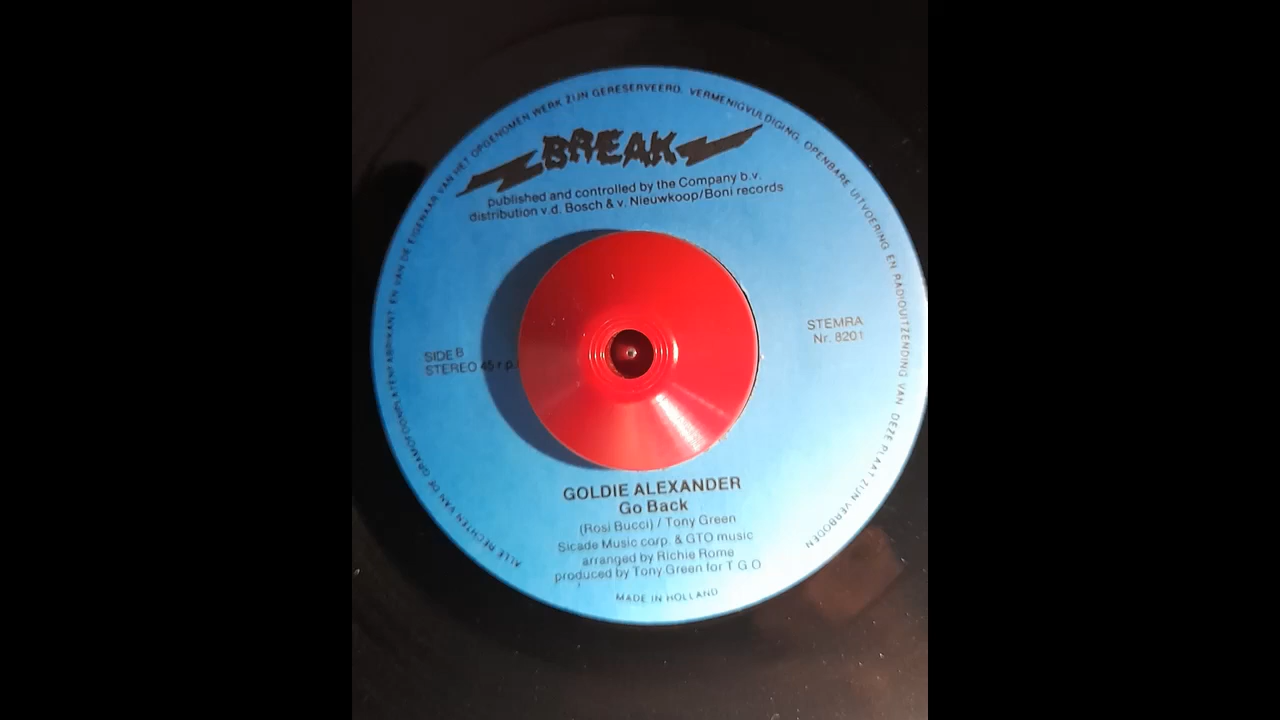 ALLE RECHTEN VAN DE GRAMOFOONPLATENFABRIKANT EN VAN DE EIGENAAR VAN HET OPGENOMEN WERK ZIJN GERESERVEERD. VERMENIGVULDIGING, OPENBARE UITVOERING EN RADIOUITZENDING VAN DEZE PLAAT ZIJN VERBODEN
BREAK
published and controlled by the Company b.v.
distribution v.d. Bosch & v. Nieuwkoop/Boni records
STEMRA
Nr. 8201
SIDE B
STEREO 45 r.p.
GOLDIE ALEXANDER
Go Back
(Rosi Bucci) / Tony Green
Sicade Music corp. & GTO music
arranged by Richie Rome
produced by Tony Green for T G O
MADE IN HOLLAND